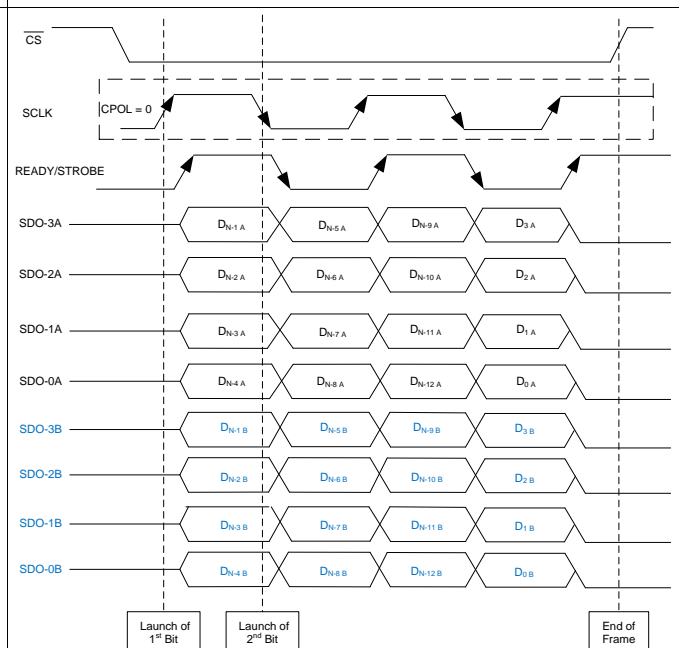 CS
SCLK
CPOL = 0
READY/STROBE
SDO-3A DN-1 A DN-5 A DN-9 A D3 A
SDO-2A DN-2 A DN-6 A DN-10 A D2 A
SDO-1A DN-3 A DN-7 A DN-11 A D1 A
SDO-0A DN-4 A DN-8 A DN-12 A D0 A
SDO-3B DN-1 B DN-5 B DN-9 B D3 B
SDO-2B DN-2 B DN-6 B DN-10 B D2 B
SDO-1B DN-3 B DN-7 B DN-11 B D1 B
SDO-0B DN-4 B DN-8 B DN-12 B D0 B
Launch of
1st Bit
Launch of
2nd Bit
End of
Frame